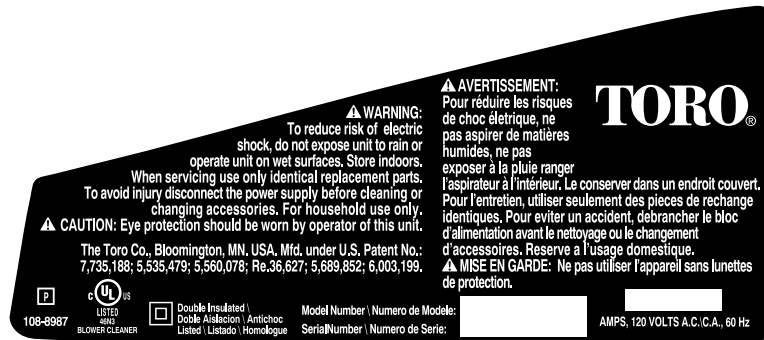 ⚠ WARNING:
To reduce risk of electric
shock, do not expose unit to rain or
operate unit on wet surfaces. Store indoors.
When servicing use only identical replacement parts.
To avoid injury disconnect the power supply before cleaning or
changing accessories. For household use only.
⚠ CAUTION: Eye protection should be worn by operator of this unit.
The Toro Co., Bloomington, MN. USA. Mfd. under U.S. Patent No.:
7,735,188; 5,535,479; 5,560,078; Re.36,627; 5,689,852; 6,003,199.
⚠ AVERTISSEMENT:
Pour réduire les risques
de choc életrique, ne
pas aspirer de matières
humides, ne pas
exposer à la pluie ranger
l'aspirateur à l'intérieur. Le conserver dans un endroit couvert.
Pour l'entretien, utiliser seulement des pieces de rechange
identiques. Pour eviter un accident, debrancher le bloc
d'alimentation avant le nettoyage ou le changement
d'accessoires. Reserve a l'usage domestique.
⚠ MISE EN GARDE: Ne pas utiliser l'appareil sans lunettes
de protection.
TORO®
P
108-8987
c UL US
LISTED
46N3
BLOWER CLEANER
Double Insulated \
Doble Aislacion \ Antichoc
Listed \ Listado \ Homologue
Model Number \ Numero de Modele:
SerialNumber \ Numero de Serie:
AMPS, 120 VOLTS A.C.\C.A., 60 Hz